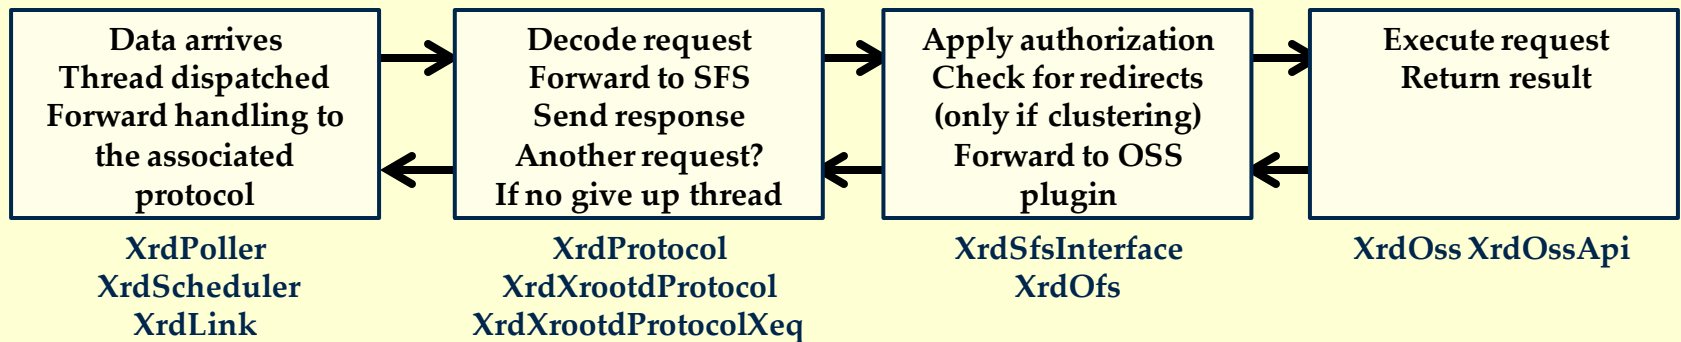 Data arrives
Thread dispatched
Forward handling to
the associated
protocol
XrdPoller
XrdScheduler
XrdLink
Decode request
Forward to SFS
Send response
Another request?
If no give up thread
XrdProtocol
XrdXrootdProtocol
XrdXrootdProtocolXeq
Apply authorization
Check for redirects
(only if clustering)
Forward to OSS
plugin
XrdSfsInterface
XrdOfs
Execute request
Return result
XrdOss XrdOssApi